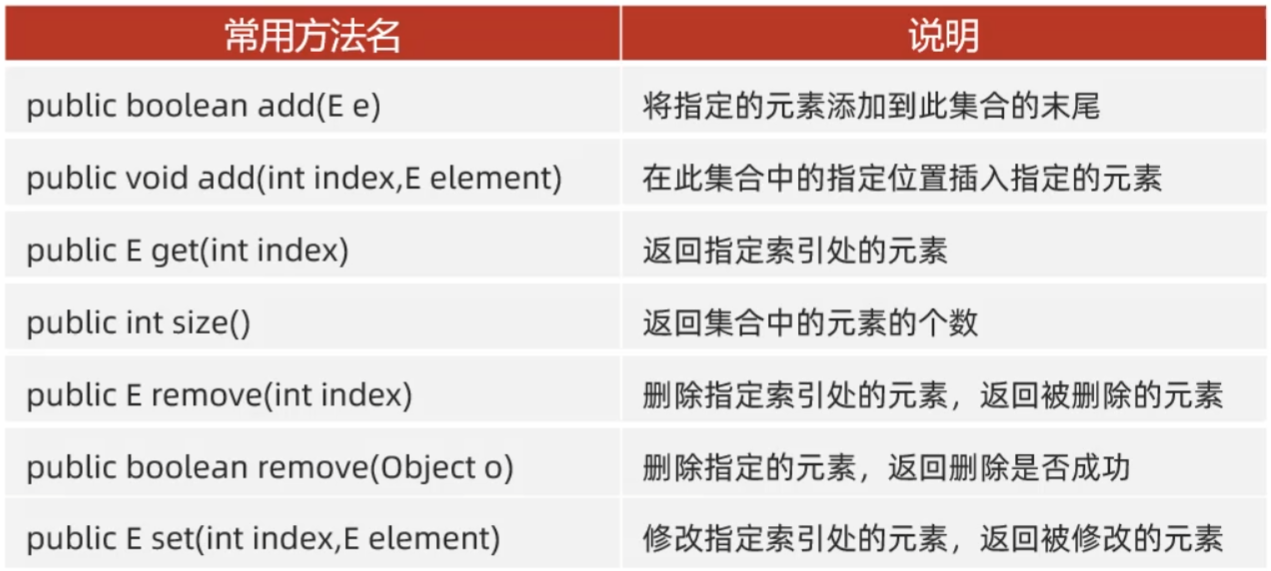 常用方法名 说明
public boolean add(E e) 将指定的元素添加到此集合的末尾
public void add(int index,E element) 在此集合中的指定位置插入指定的元素
public E get(int index) 返回指定索引处的元素
public int size() 返回集合中的元素的个数
public E remove(int index) 删除指定索引处的元素，返回被删除的元素
public boolean remove(Object o) 删除指定的元素，返回删除是否成功
public E set(int index,E element) 修改指定索引处的元素，返回被修改的元素